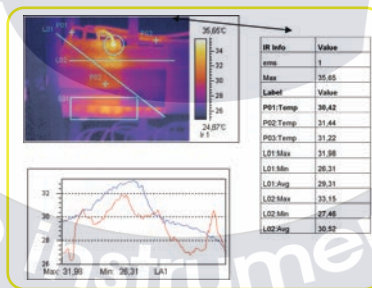 35,65°C
L01 P01
P03
34
32
L02
30
P02
28
26
24,67°C
Ir 1
IR Info Value
ems 1
Max 35,65
Label Value
P01:Temp 30,42
P02:Temp 31,44
P03:Temp 31,22
L01:Max 31,98
L01:Min 26,31
L01:Avg 29,31
L02:Max 33,15
L02:Min 27,46
L02:Avg 30,52
32
30
28
26
Max: 31,98 Min: 26,31 LA1
instrumen